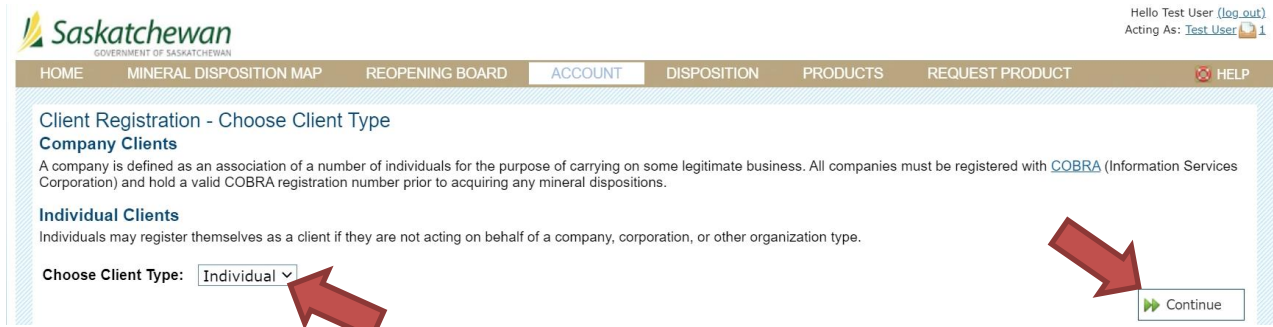 Hello Test User (log out)
Acting As: Test User 1
Saskatchewan
GOVERNMENT OF SASKATCHEWAN
HOME MINERAL DISPOSITION MAP REOPENING BOARD ACCOUNT DISPOSITION PRODUCTS REQUEST PRODUCT HELP
Client Registration - Choose Client Type
Company Clients
A company is defined as an association of a number of individuals for the purpose of carrying on some legitimate business. All companies must be registered with COBRA (Information Services
Corporation) and hold a valid COBRA registration number prior to acquiring any mineral dispositions.
Individual Clients
Individuals may register themselves as a client if they are not acting on behalf of a company, corporation, or other organization type.
Choose Client Type: Individual
Continue